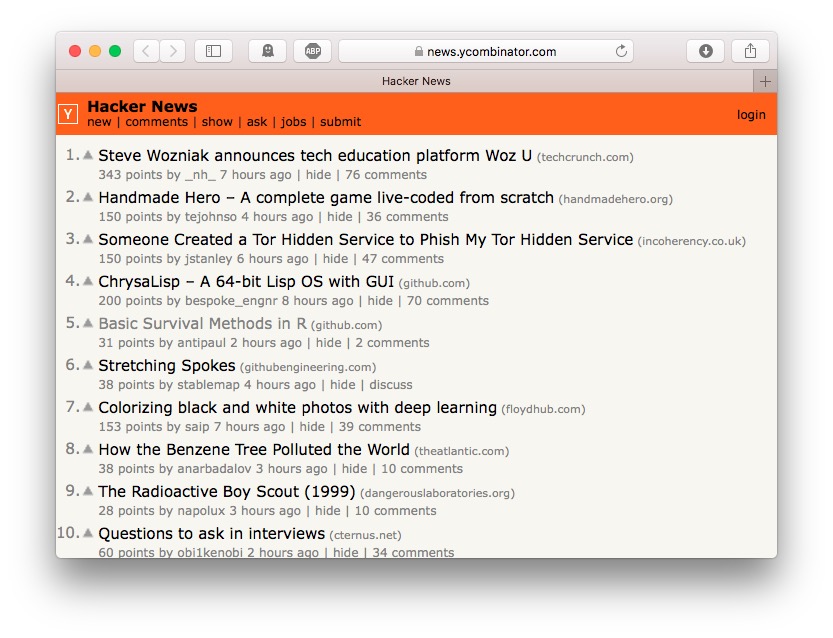 ABP
news.ycombinator.com
Hacker News
Y
Hacker News
new | comments | show | ask | jobs | submit
login
1. Steve Wozniak announces tech education platform Woz U (techcrunch.com)
343 points by _nh_ 7 hours ago | hide | 76 comments
2. Handmade Hero – A complete game live-coded from scratch (handmadehero.org)
150 points by tejohnso 4 hours ago | hide | 36 comments
3. Someone Created a Tor Hidden Service to Phish My Tor Hidden Service (incoherency.co.uk)
150 points by jstanley 6 hours ago | hide | 47 comments
4. ChrysaLisp – A 64-bit Lisp OS with GUI (github.com)
200 points by bespoke_engnr 8 hours ago | hide | 70 comments
5. Basic Survival Methods in R (github.com)
31 points by antipaul 2 hours ago | hide | 2 comments
6. Stretching Spokes (githubengineering.com)
38 points by stablemap 4 hours ago | hide | discuss
7. Colorizing black and white photos with deep learning (floydhub.com)
153 points by saip 7 hours ago | hide | 39 comments
8. How the Benzene Tree Polluted the World (theatlantic.com)
38 points by anarbadalov 3 hours ago | hide | 10 comments
9. The Radioactive Boy Scout (1999) (dangerouslaboratories.org)
28 points by napolux 3 hours ago | hide | 10 comments
10. Questions to ask in interviews (cternus.net)
60 points by obi1kenobi 2 hours ago | hide | 34 comments